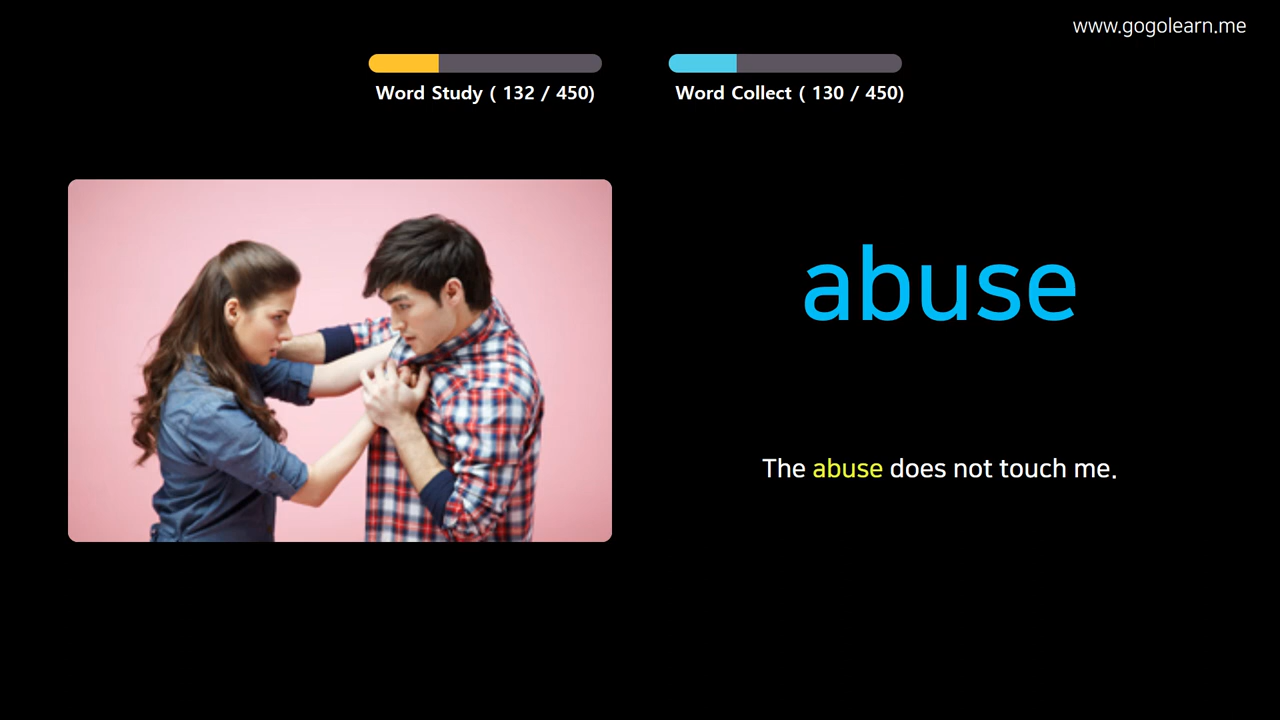 www.gogolearn.me
Word Study ( 132 / 450)
Word Collect ( 130 / 450)
abuse
The abuse does not touch me.